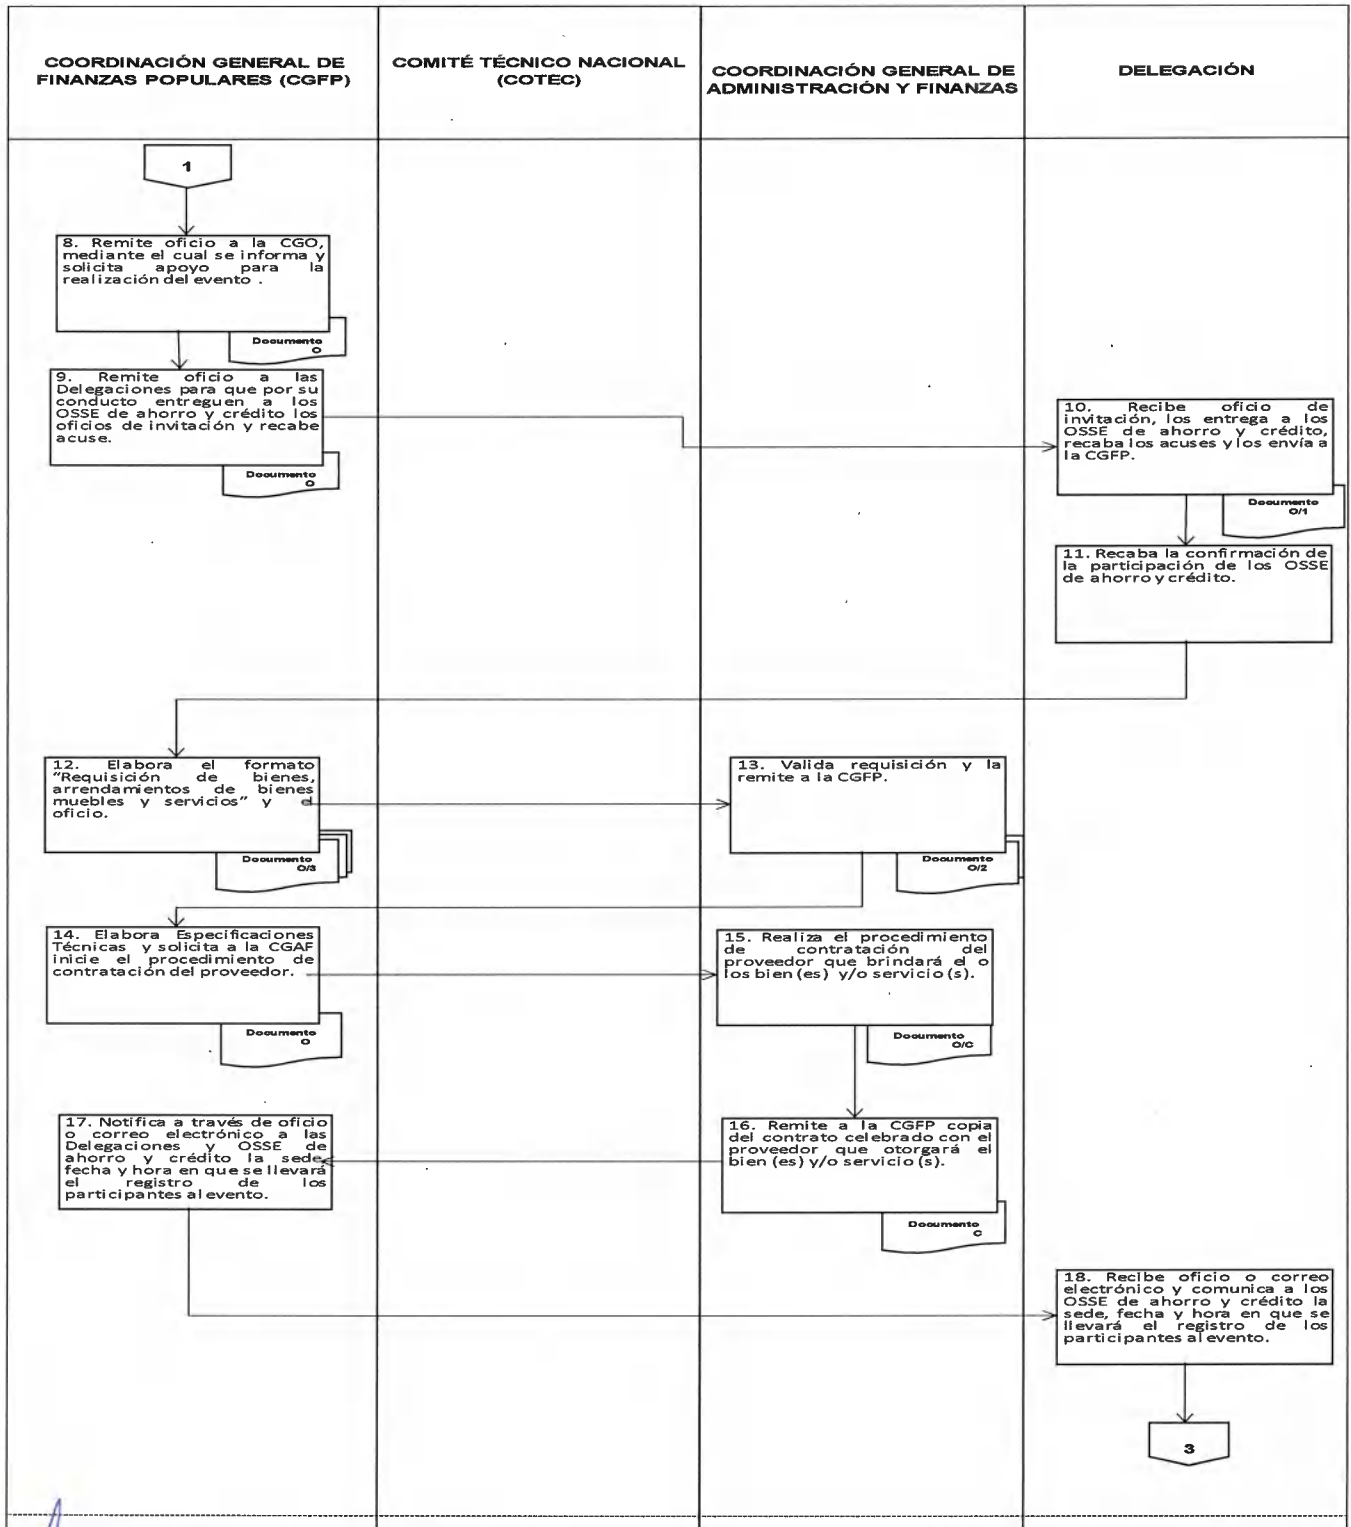 COORDINACIÓN GENERAL DE
FINANZAS POPULARES (CGFP)
COMITÉ TÉCNICO NACIONAL
(COTEC)
COORDINACIÓN GENERAL DE
ADMINISTRACIÓN Y FINANZAS
DELEGACIÓN
1
8. Remite oficio a la CGO,
mediante el cual se informa y
solicita apoyo para la
realización del evento .
Documento
O
9. Remite oficio a las
Delegaciones para que por su
conducto entreguen a los
OSSE de ahorro y crédito los
oficios de invitación y recabe
acuse.
Documento
O
10. Recibe oficio de
invitación, los entrega a los
OSSE de ahorro y crédito,
recaba los acuses y los envía a
la CGFP.
Documento
O/1
11. Recaba la confirmación de
la participación de los OSSE
de ahorro y crédito.
12. Elabora el formato
"Requisición de bienes,
arrendamientos de bienes
muebles y servicios" y el
oficio.
Documento
O/3
13. Valida requisición y la
remite a la CGFP.
Documento
O/2
14. Elabora Especificaciones
Técnicas y solicita a la CGAF
inicie el procedimiento de
contratación del proveedor.
Documento
O
15. Realiza el procedimiento
de contratación del
proveedor que brindará el o
los bien (es) y/o servicio (s).
Documento
O/C
16. Remite a la CGFP copia
del contrato celebrado con el
proveedor que otorgará el
bien (es) y/o servicio (s).
Documento
C
17. Notifica a través de oficio
o correo electrónico a las
Delegaciones y OSSE de
ahorro y crédito la sede,
fecha y hora en que se llevará
el registro de los
participantes al evento.
18. Recibe oficio o correo
electrónico y comunica a los
OSSE de ahorro y crédito la
sede, fecha y hora en que se
llevará el registro de los
participantes al evento.
3